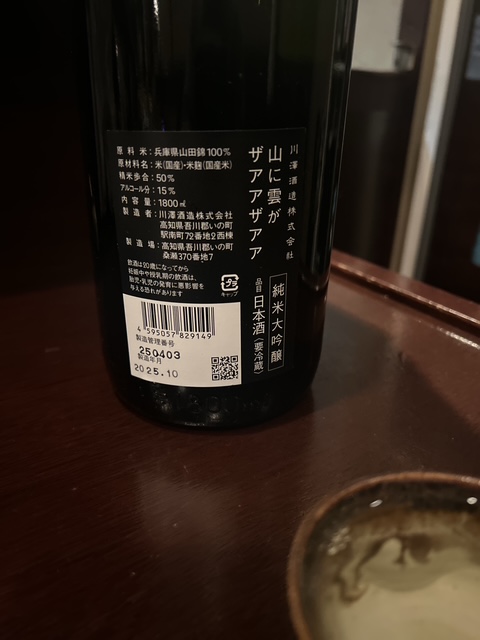 川澤酒造株式会社
山に雲が
ザアアザアア
純米大吟醸
品目 日本酒〈要冷蔵〉
原料米:兵庫県山田錦100%
原材料名:米(国産)・米麹(国産米)
精米歩合:50%
アルコール分:15%
内容量:1800㎖
製造者:川澤酒造株式会社
高知県吾川郡いの町
駅南町72番地2西棟
製造場:高知県吾川郡いの町
桑瀬370番地7
飲酒は20歳になってから
妊娠中や授乳期の飲酒は、
胎児・乳児の発育に悪影響を
与える恐れがあります
プラ
キャップ
4595057829149
製造管理番号
250403
製造年月
2025.10